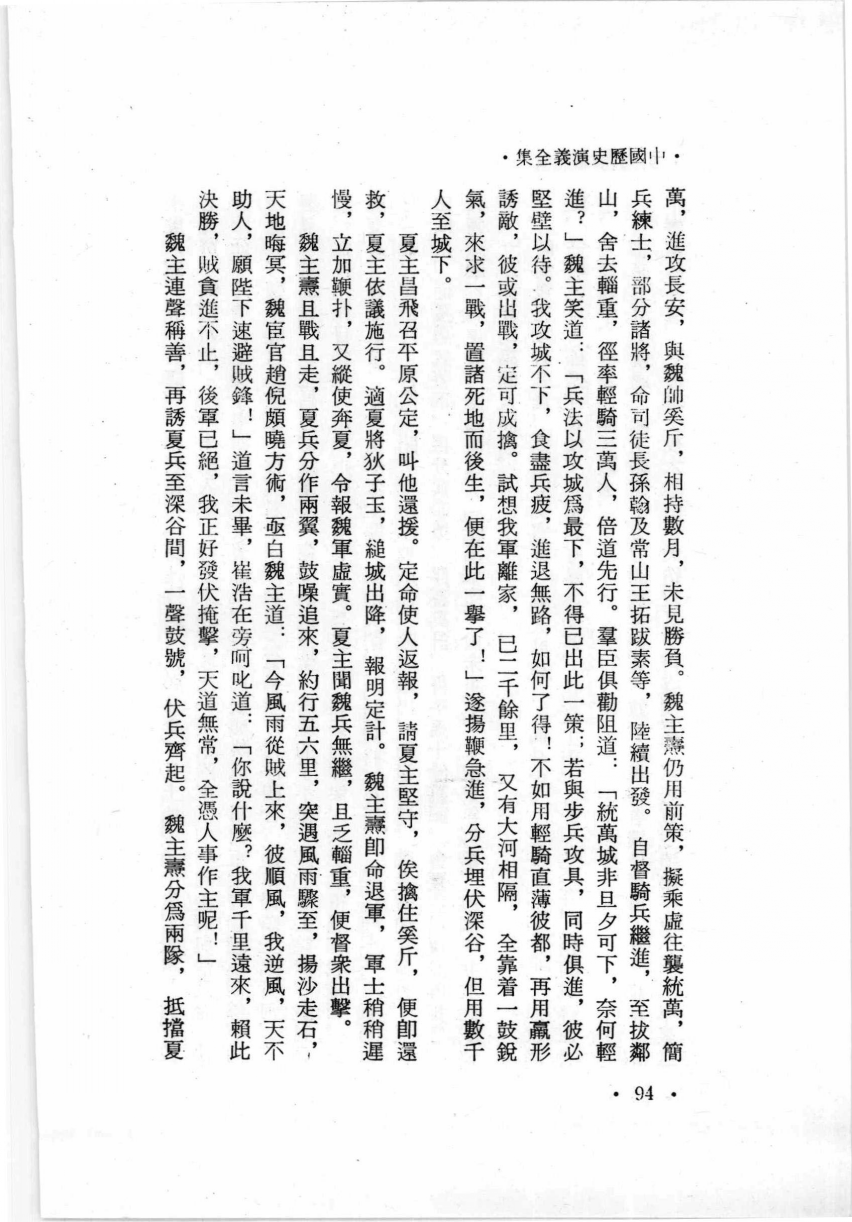 ·中國歷史演義全集·
萬，進攻長安，與魏帥奚斤，相持數月，未見勝負。魏主燾仍用前策，擬乘虛往襲統萬，簡
兵練士，部分諸將，命司徒長孫翰及常山王拓跋素等，陸續出發。自督騎兵繼進，至拔鄰
山，舍去輜重，徑率輕騎三萬人，倍道先行。羣臣俱勸阻道：「統萬城非旦夕可下，奈何輕
進？」魏主笑道：「兵法以攻城爲最下，不得已出此一策；若與步兵攻具，同時俱進，彼必
堅壁以待。我攻城不下，食盡兵疲，進退無路，如何了得！不如用輕騎直薄彼都，再用羸形
誘敵，彼或出戰，定可成擒。試想我軍離家，已二千餘里，又有大河相隔，全靠着一鼓銳
氣，來求一戰，置諸死地而後生，便在此一擧了！」遂揚鞭急進，分兵埋伏深谷，但用數千
人至城下。
夏主昌飛召平原公定，叫他還援。定命使人返報，請夏主堅守，俟擒住奚斤，便卽還
救，夏主依議施行。適夏將狄子玉，縋城出降，報明定計。魏主燾卽命退軍，軍士稍稍遲
慢，立加鞭扑，又縱使奔夏，令報魏軍虛實。夏主聞魏兵無繼，且乏輜重，便督衆出擊。
魏主燾且戰且走，夏兵分作兩翼，鼓噪追來，約行五六里，突遇風雨驟至，揚沙走石，
天地晦冥，魏宦官趙倪頗曉方術，亟白魏主道：「今風雨從賊上來，彼順風，我逆風，天不
助人，願陛下速避賊鋒！」道言未畢，崔浩在旁呵叱道：「你說什麼？我軍千里遠來，賴此
決勝，賊貪進不止，後軍已絕，我正好發伏掩擊，天道無常，全憑人事作主呢！」
魏主連聲稱善，再誘夏兵至深谷間，一聲鼓號，伏兵齊起。魏主燾分爲兩隊，抵擋夏
·94·